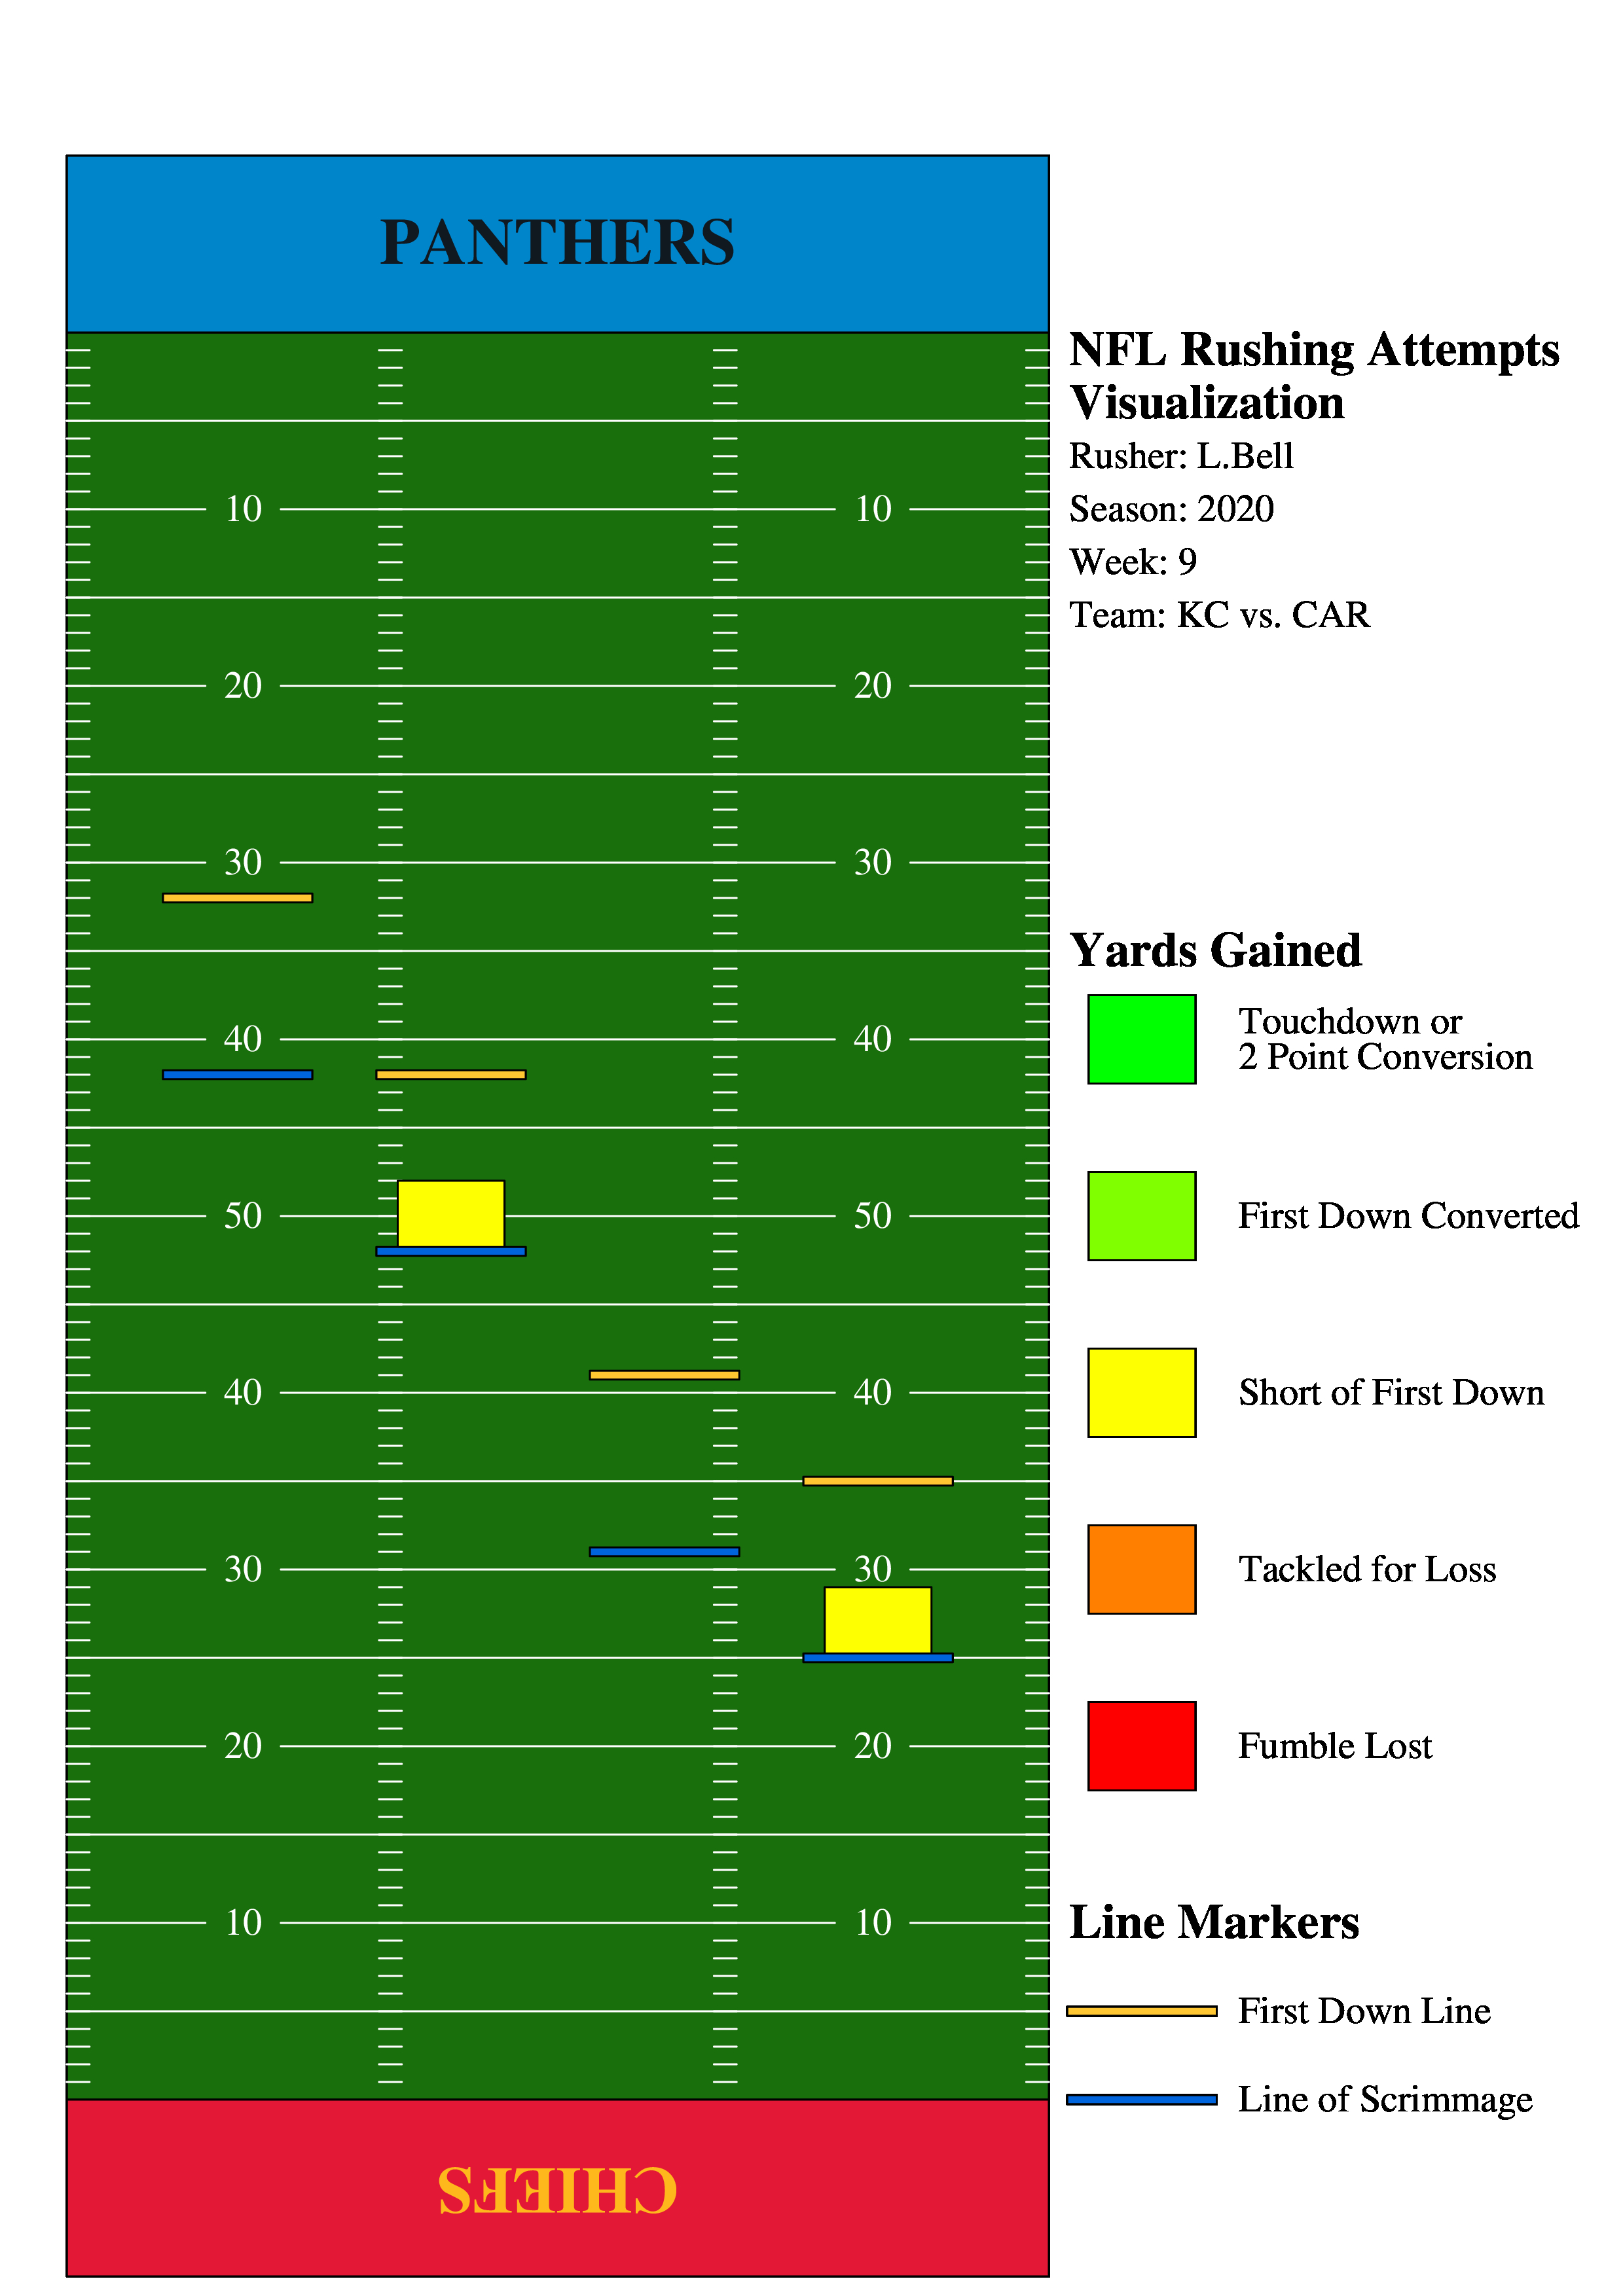 PANTHERS
NFL Rushing Attempts
Visualization
Rusher: L.Bell
Season: 2020
Week: 9
Team: KC vs. CAR
10 10
20 20
30 30
40 40
50 50
40 40
30 30
20 20
10 10
Yards Gained
Touchdown or
2 Point Conversion
First Down Converted
Short of First Down
Tackled for Loss
Fumble Lost
Line Markers
First Down Line
Line of Scrimmage
CHIEFS